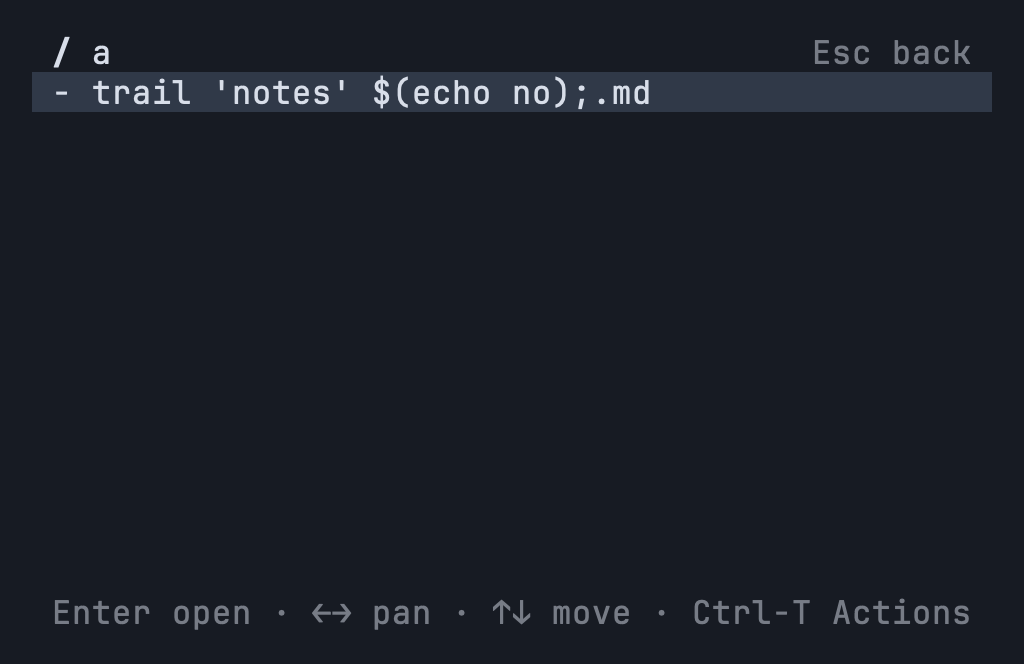 / a Esc back
- trail 'notes' $(echo no);.md
Enter open · ←→ pan · ↑↓ move · Ctrl-T Actions